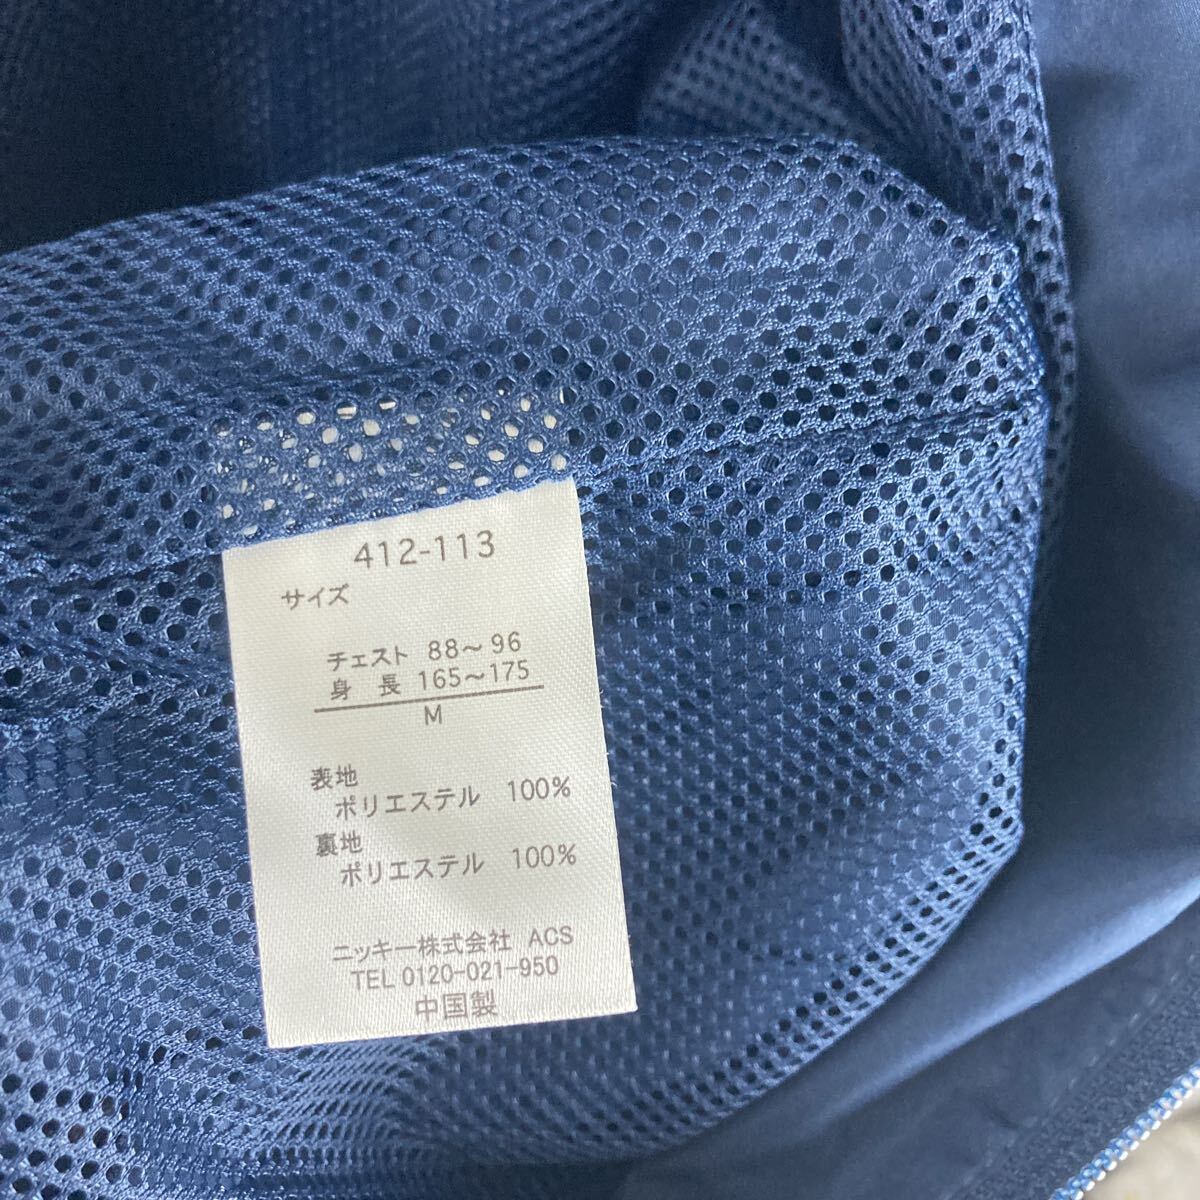 412-113
サイズ
チェスト 88～96
身 長 165～175
M
表地
ポリエステル 100%
裏地
ポリエステル 100%
ニッキー株式会社 ACS
TEL 0120-021-950
中国製